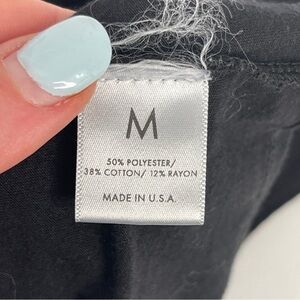 M
50% POLYESTER/
38% COTTON/ 12% RAYON
MADE IN U.S.A.